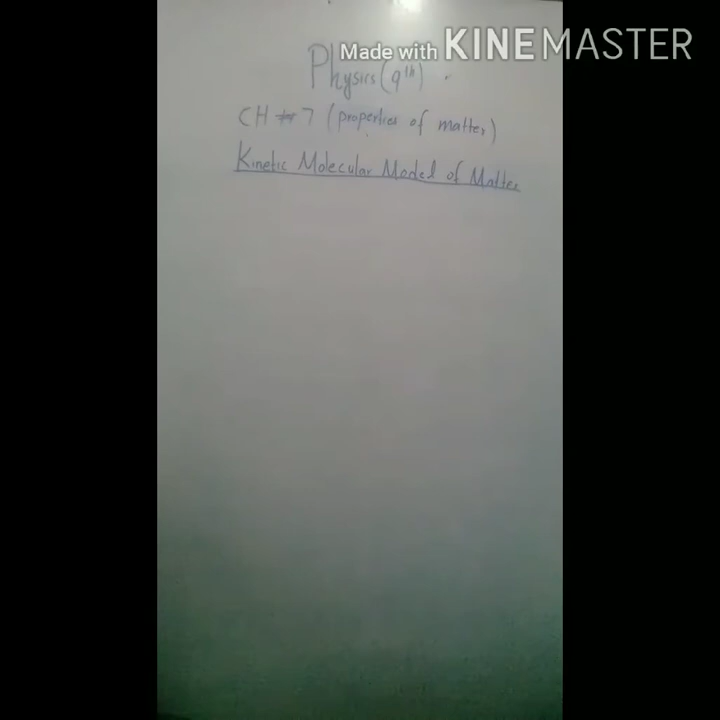 Made with KINEMASTER
Physics (9th)
CH # 7 (properties of matter)
Kinetic Molecular Model of Matter